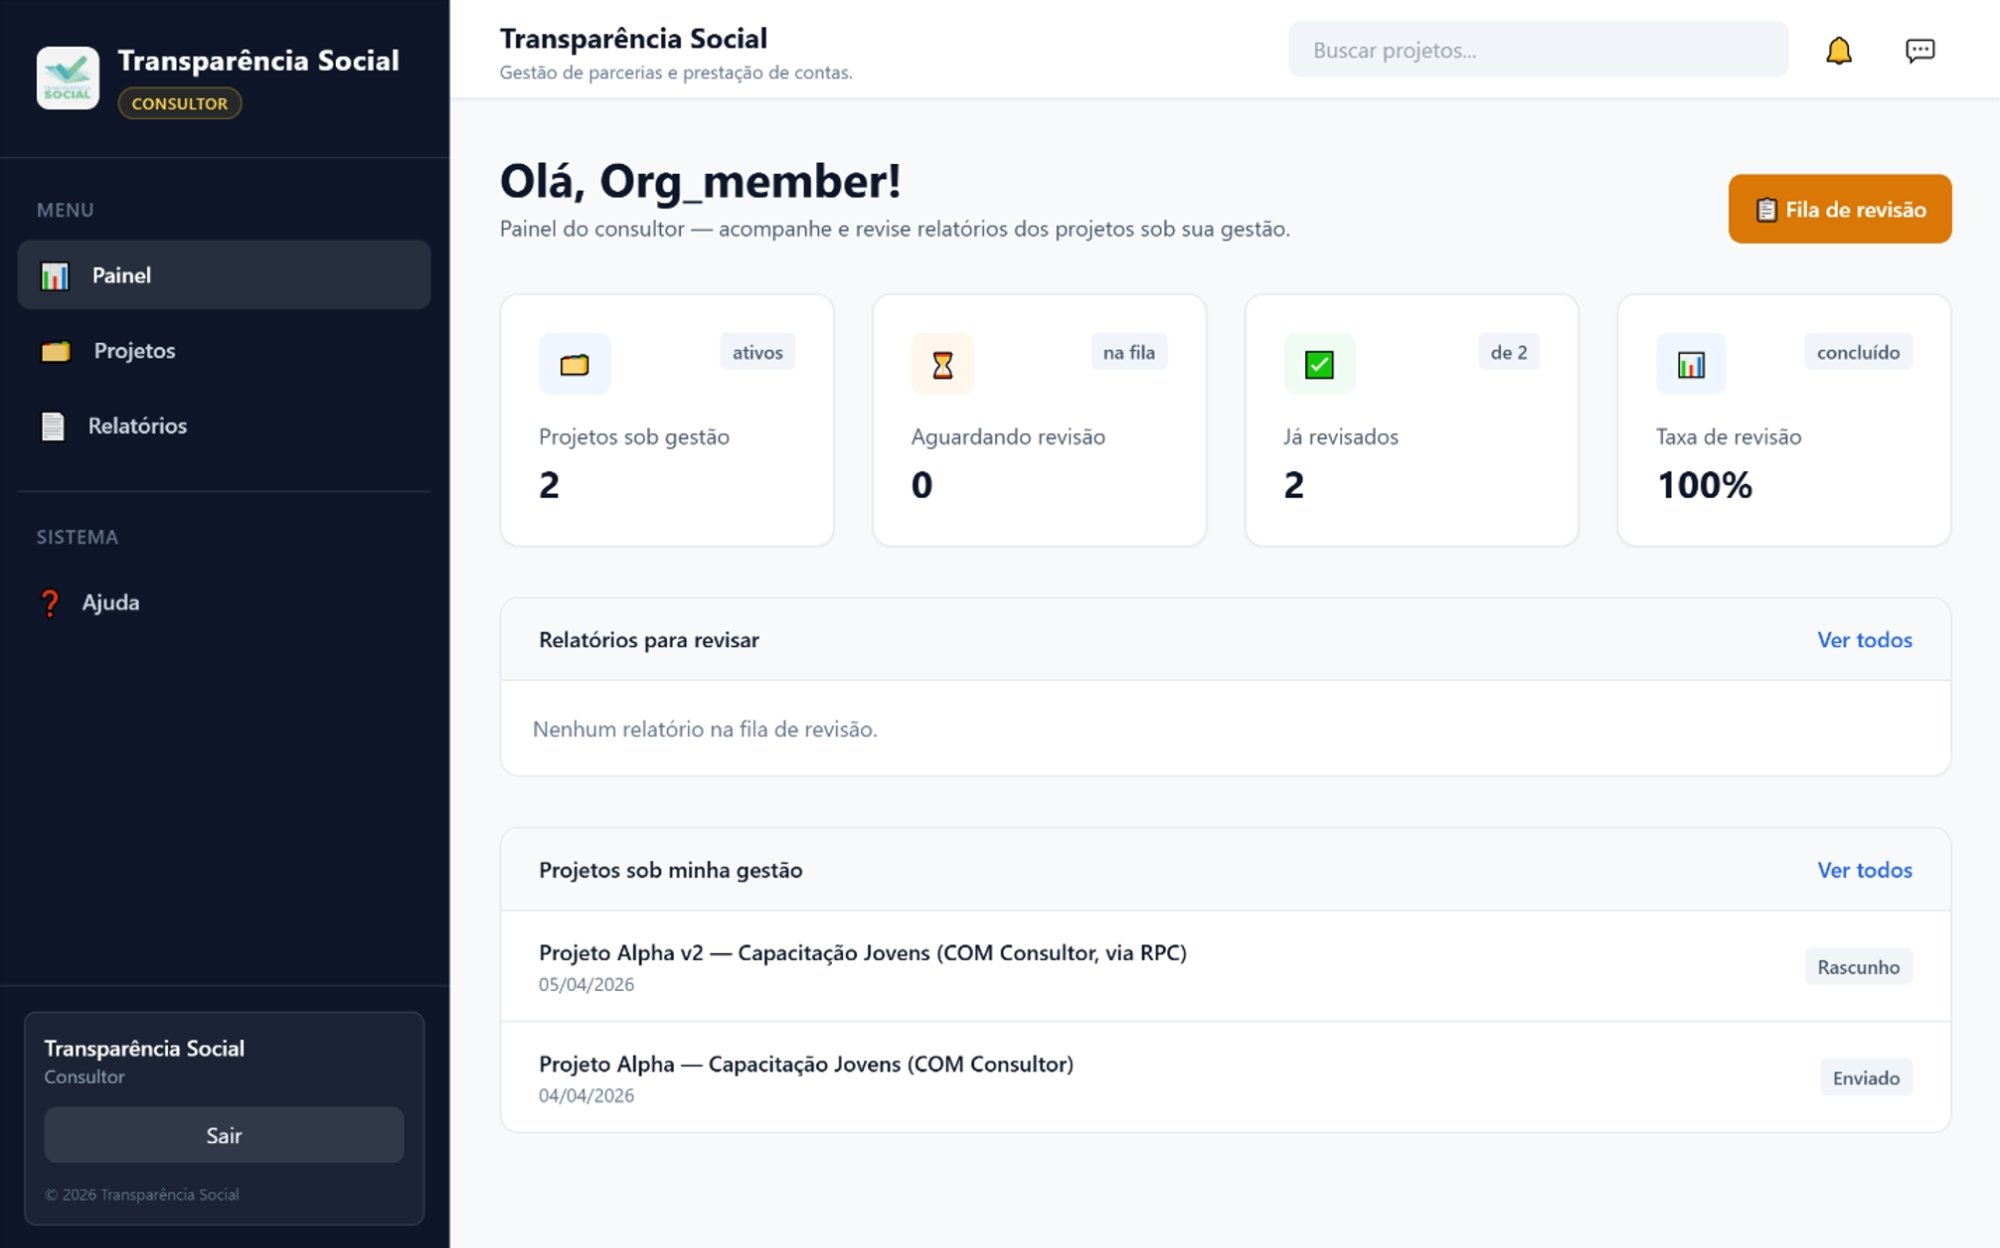 Transparência Social
CONSULTOR
SOCIAL
MENU
Painel
Projetos
Relatórios
SISTEMA
Ajuda
Transparência Social
Consultor
Sair
© 2026 Transparência Social
Transparência Social
Gestão de parcerias e prestação de contas.
Buscar projetos...
Olá, Org_member!
Painel do consultor — acompanhe e revise relatórios dos projetos sob sua gestão.
Fila de revisão
ativos
Projetos sob gestão
2
na fila
Aguardando revisão
0
de 2
Já revisados
2
concluído
Taxa de revisão
100%
Relatórios para revisar
Ver todos
Nenhum relatório na fila de revisão.
Projetos sob minha gestão
Ver todos
Projeto Alpha v2 — Capacitação Jovens (COM Consultor, via RPC)
05/04/2026
Rascunho
Projeto Alpha — Capacitação Jovens (COM Consultor)
04/04/2026
Enviado